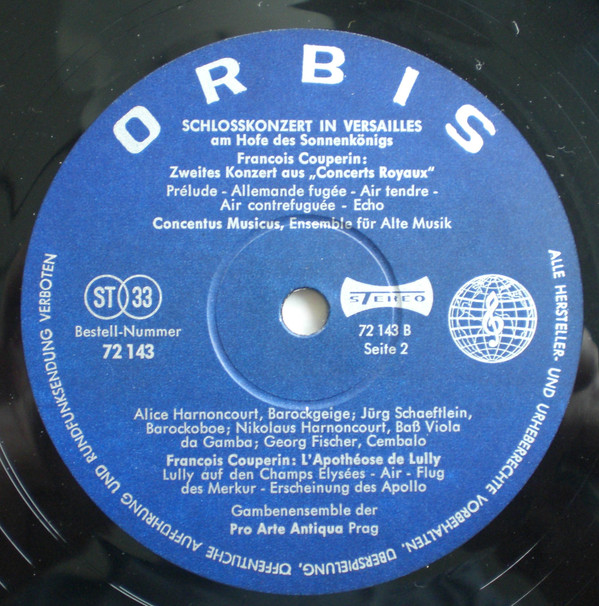 ORBIS
SCHLOSSKONZERT IN VERSAILLES
am Hofe des Sonnenkönigs
Francois Couperin:
Zweites Konzert aus „Concerts Royaux"
Prélude - Allemande fugée - Air tendre -
Air contrefuguée - Echo
Concentus Musicus, Ensemble für Alte Musik
ST 33
Bestell-Nummer
72 143
STEREO
72 143 B
Seite 2
Alice Harnoncourt, Barockgeige; Jürg Schaeftlein,
Barockoboe; Nikolaus Harnoncourt, Baß Viola
da Gamba; Georg Fischer, Cembalo
Francois Couperin: L'Apothéose de Lully
Lully auf den Champs Elysées - Air - Flug
des Merkur - Erscheinung des Apollo
Gambenensemble der
Pro Arte Antiqua Prag
ALLE HERSTELLER- UND URHEBERRECHTE VORBEHALTEN. ÜBERSPIELUNG, ÖFFENTLICHE AUFFÜHRUNG UND RUNDFUNKSENDUNG VERBOTEN